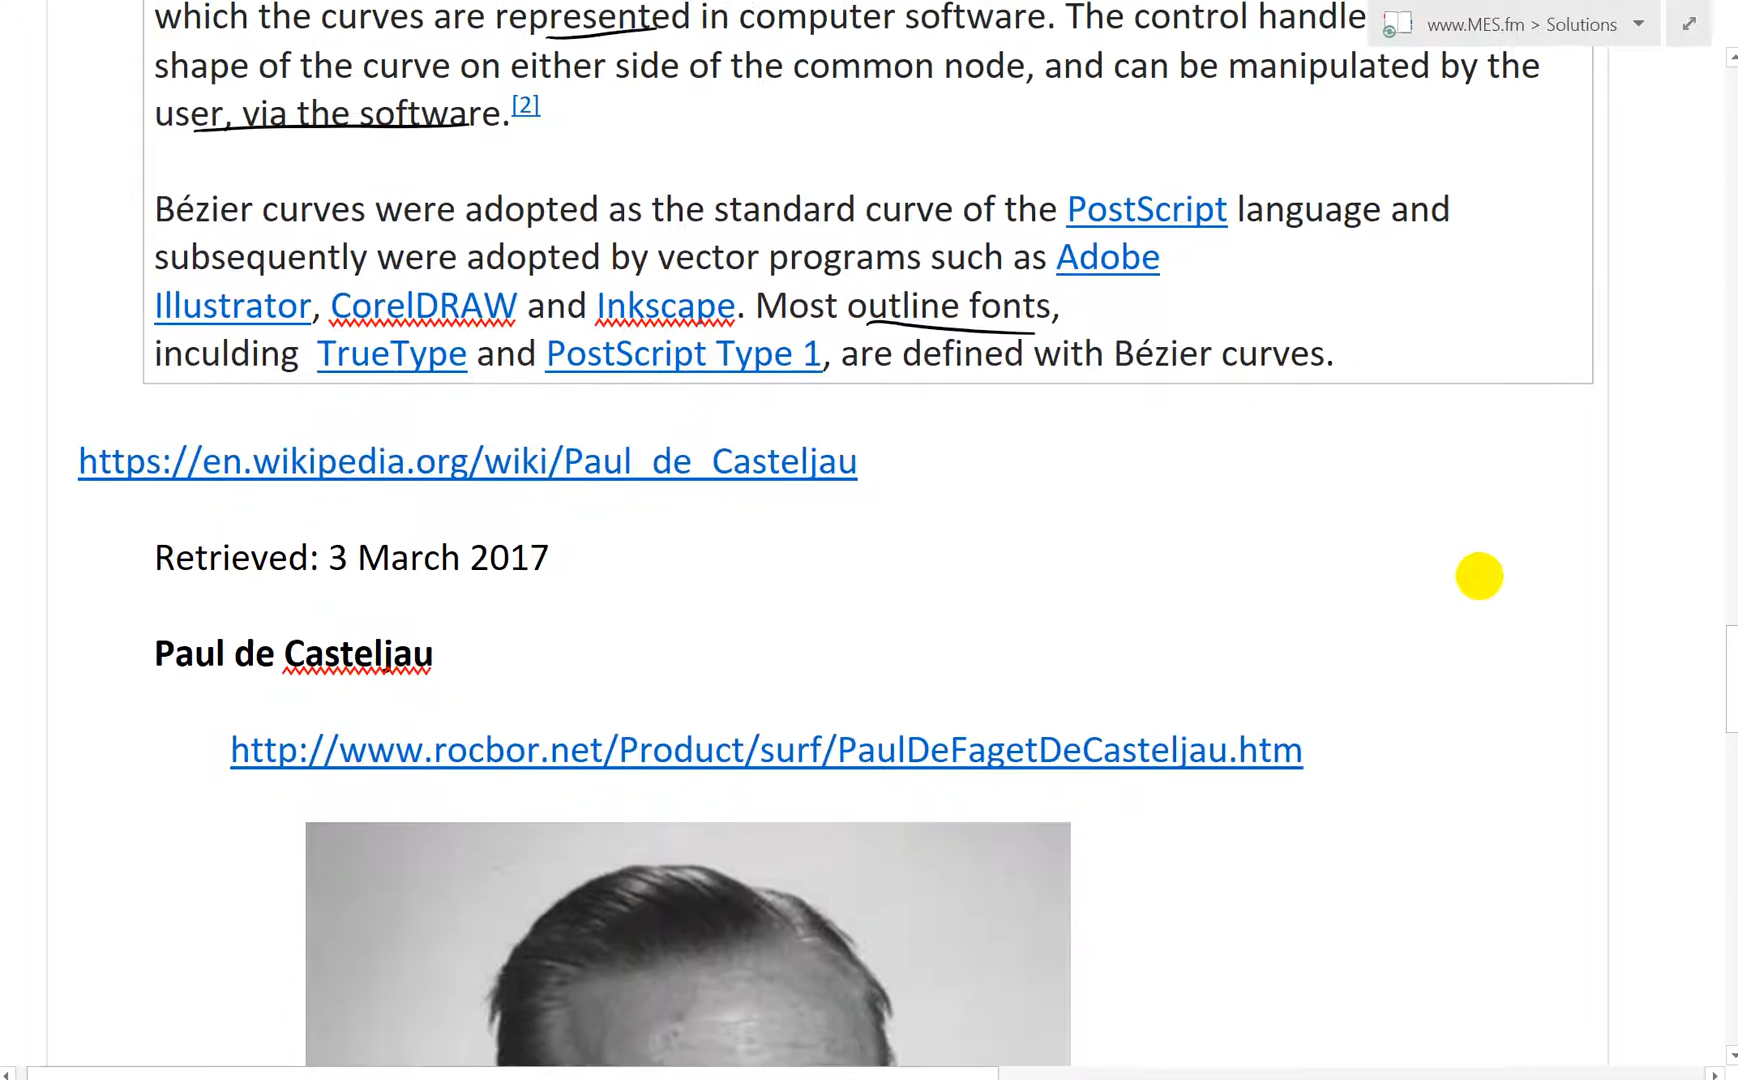 which the curves are represented in computer software. The control handle
www.MES.fm > Solutions
shape of the curve on either side of the common node, and can be manipulated by the
user, via the software.[2]
Bézier curves were adopted as the standard curve of the PostScript language and
subsequently were adopted by vector programs such as Adobe
Illustrator, CorelDRAW and Inkscape. Most outline fonts,
inculding TrueType and PostScript Type 1, are defined with Bézier curves.
https://en.wikipedia.org/wiki/Paul_de_Casteljau
Retrieved: 3 March 2017
Paul de Casteljau
http://www.rocbor.net/Product/surf/PaulDeFagetDeCasteljau.htm